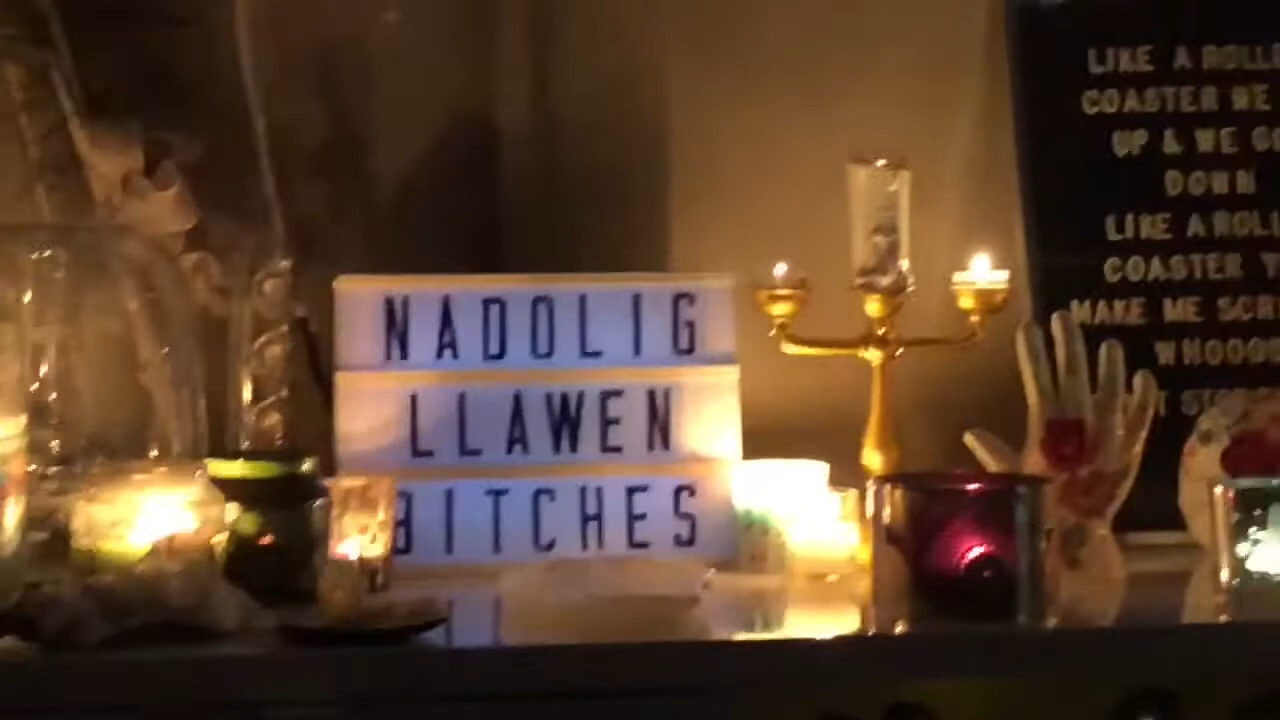 NADOLIG
LLAWEN
BITCHES
LIKE A
COASTER WE
UP & WE
DOWN
LIKE A
COASTER
MAKE ME